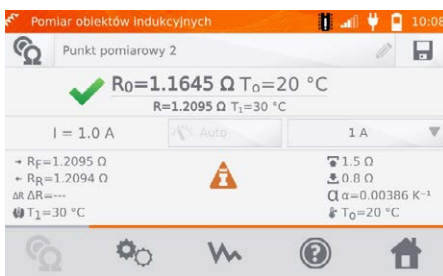 Pomiar obiektów indukcyjnych 10:08
Punkt pomiarowy 2
R₀=1.1645 Ω T₀=20 °C
R=1.2095 Ω T₁=30 °C
I = 1.0 A Auto 1 A
→ RF=1.2095 Ω 1.5 Ω
← RR=1.2094 Ω 0.8 Ω
ΔR ΔR=--- α α=0.00386 K⁻¹
T₁=30 °C T₀=20 °C